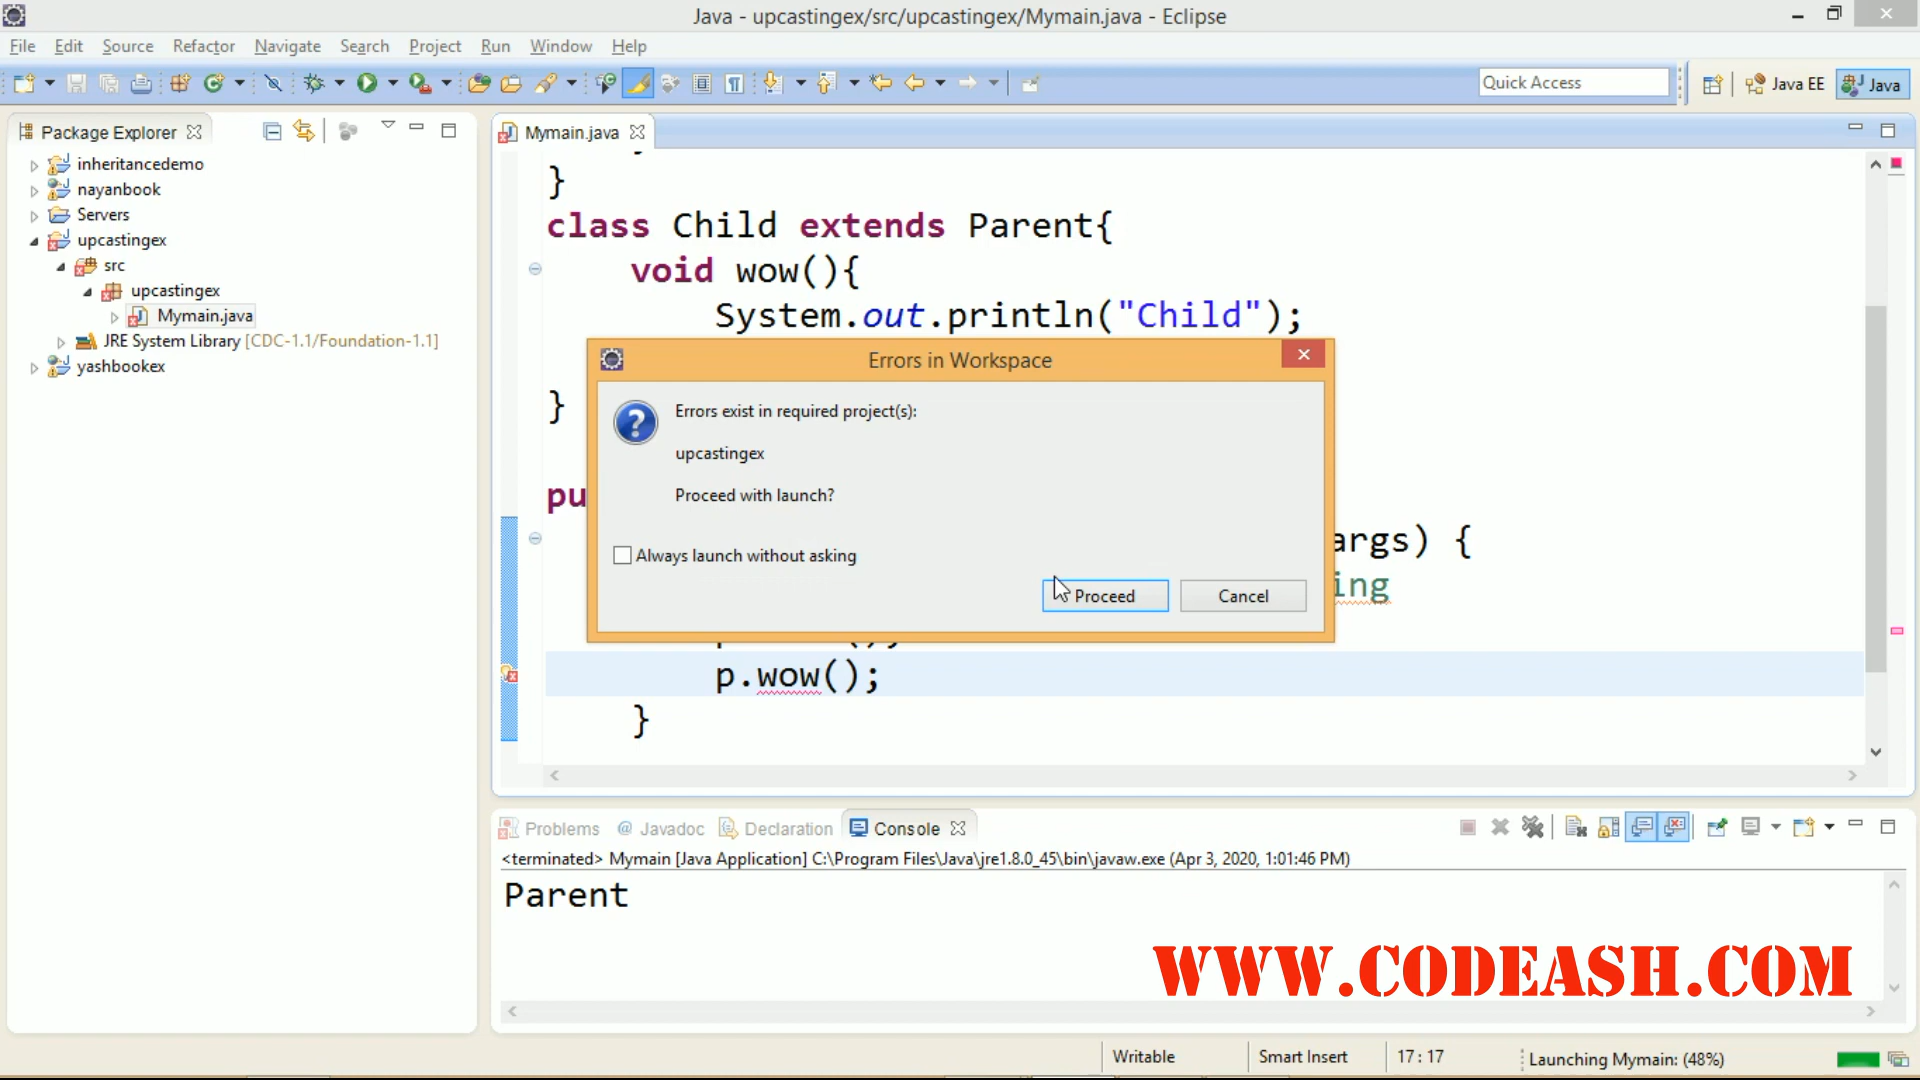 Java - upcastingex/src/upcastingex/Mymain.java - Eclipse
File Edit Source Refactor Navigate Search Project Run Window Help
Quick Access
Java EE
Java
Package Explorer
inheritancedemo
nayanbook
Servers
upcastingex
src
upcastingex
Mymain.java
JRE System Library [CDC-1.1/Foundation-1.1]
yashbookex
Mymain.java
}
class Child extends Parent{
void wow(){
System.out.println("Child");
}
pu
args) {
ing
p.wow();
}
Errors in Workspace
Errors exist in required project(s):
upcastingex
Proceed with launch?
Always launch without asking
Proceed
Cancel
Problems @ Javadoc Declaration Console
<terminated> Mymain [Java Application] C:\Program Files\Java\jre1.8.0_45\bin\javaw.exe (Apr 3, 2020, 1:01:46 PM)
Parent
WWW.CODEASH.COM
Writable
Smart Insert
17 : 17
Launching Mymain: (48%)